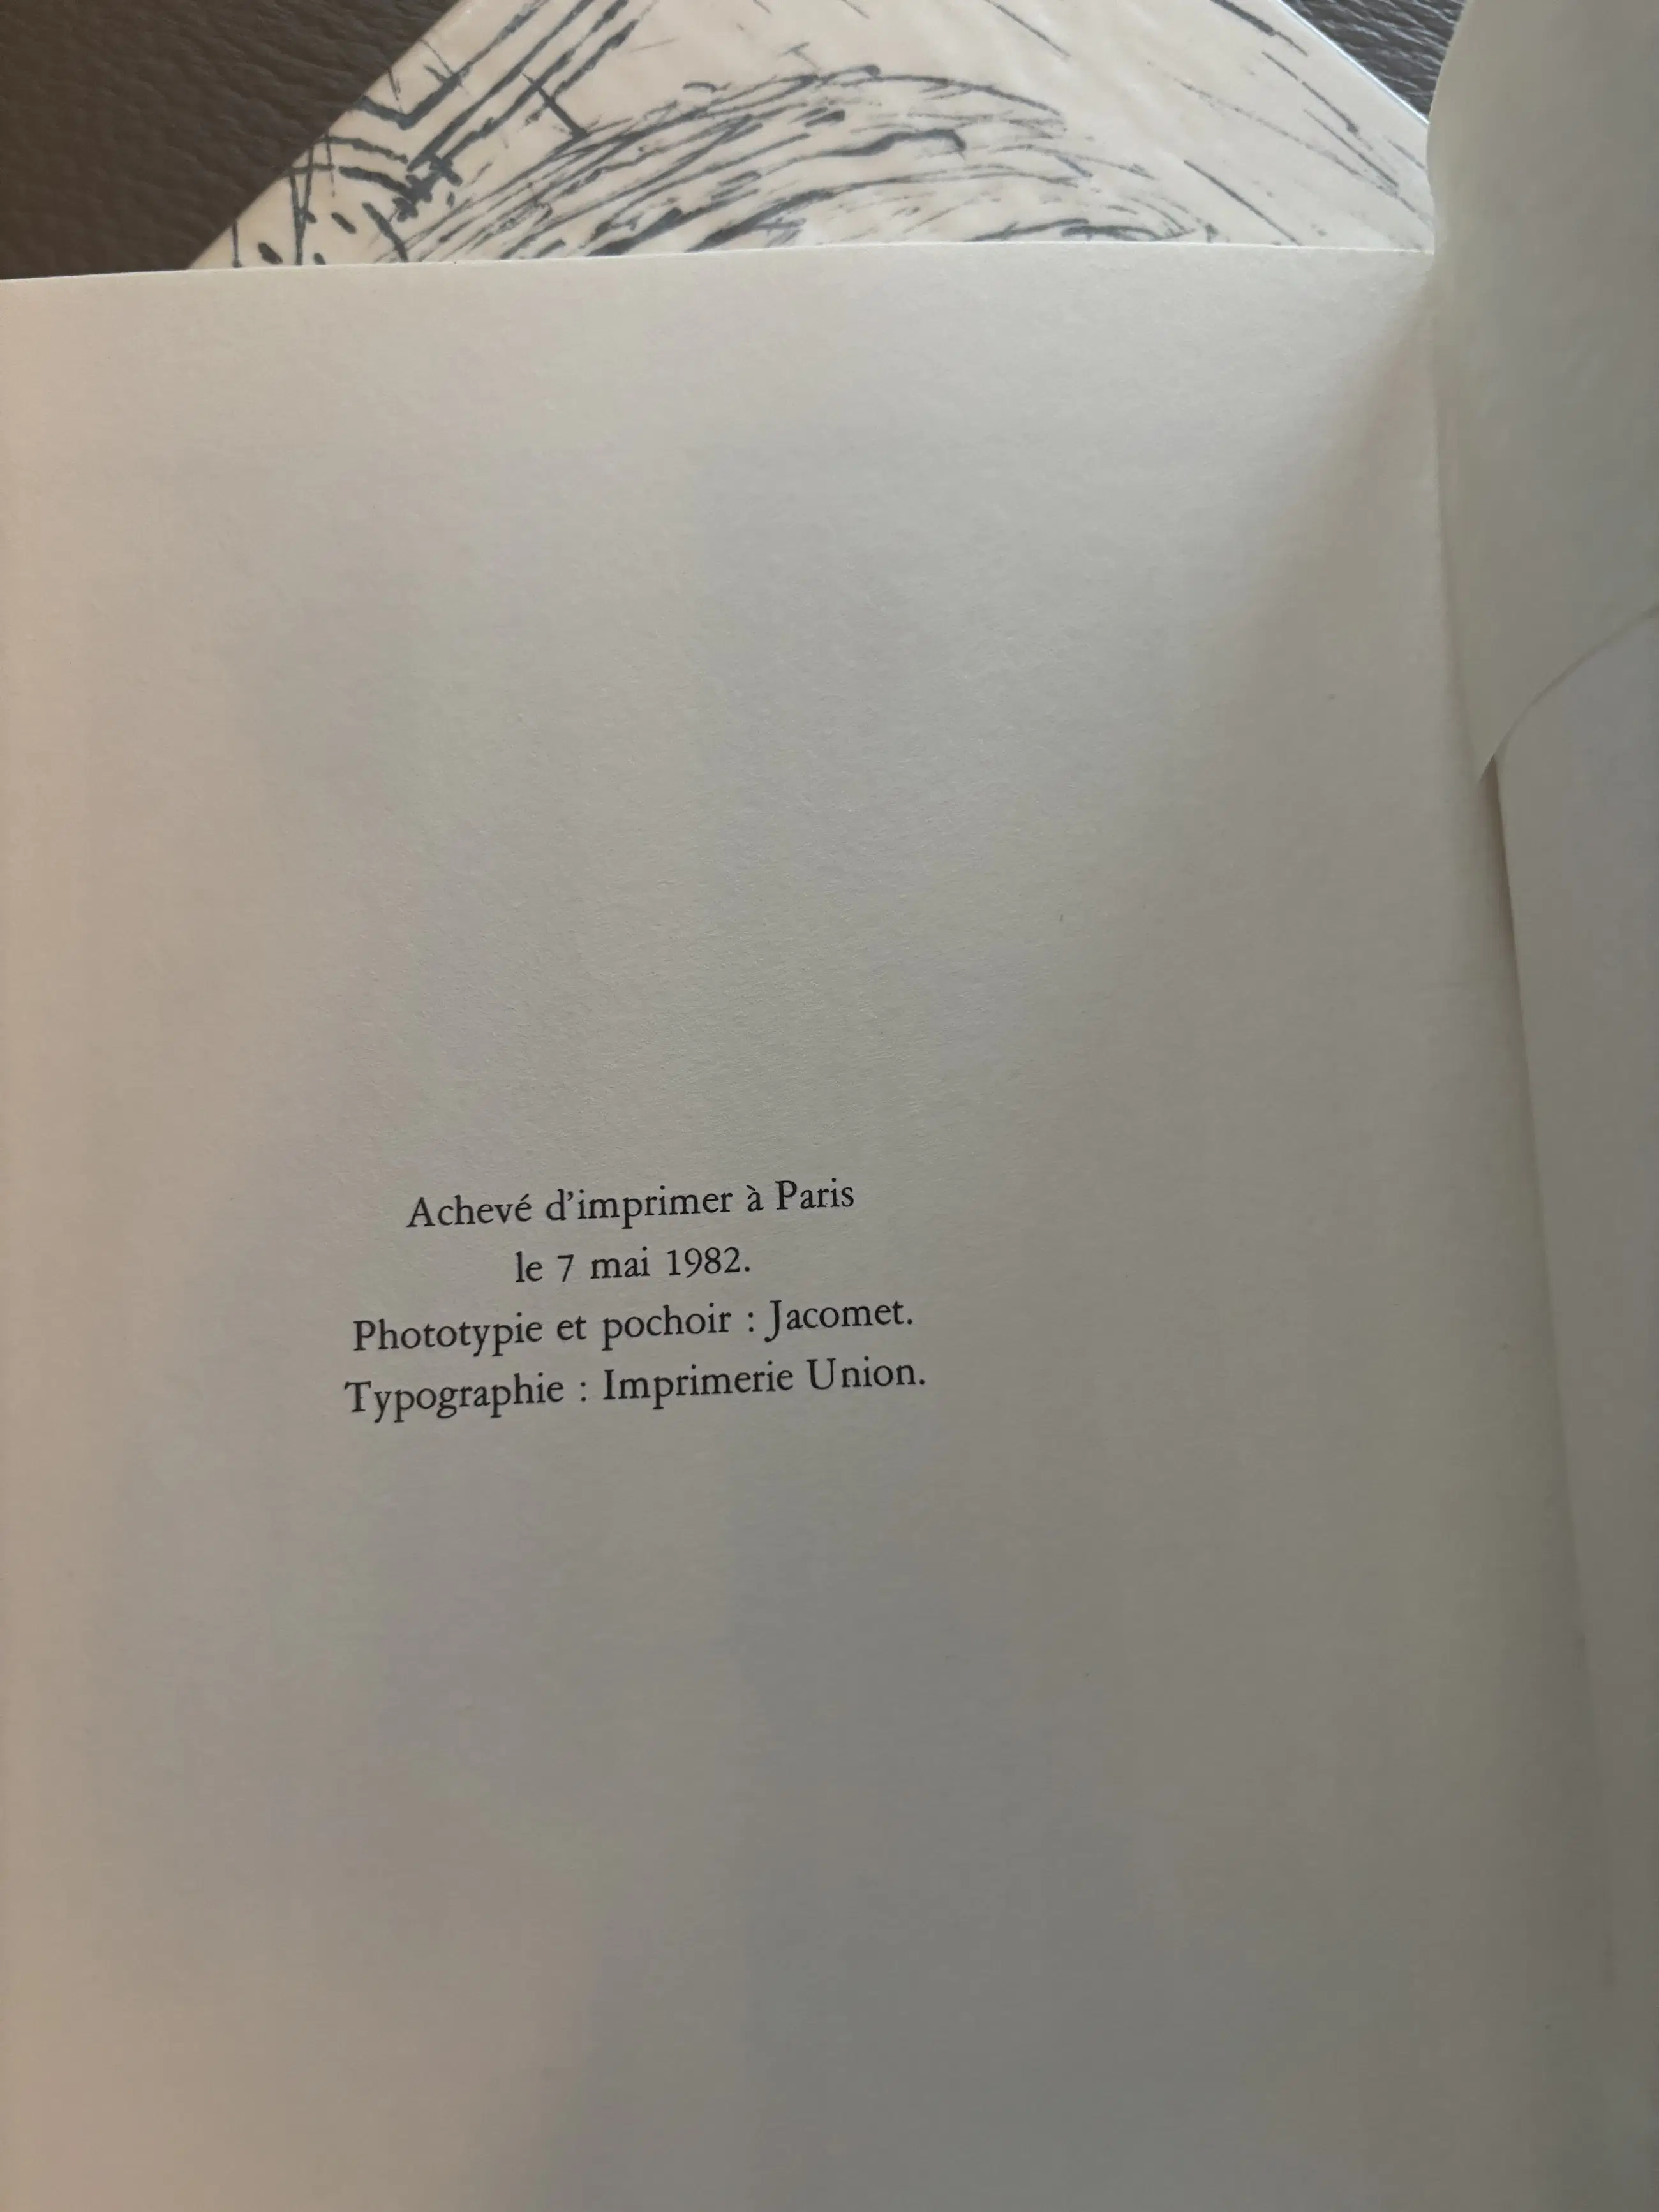 Achevé d'imprimer à Paris
le 7 mai 1982.
Phototypie et pochoir : Jacomet.
Typographie : Imprimerie Union.